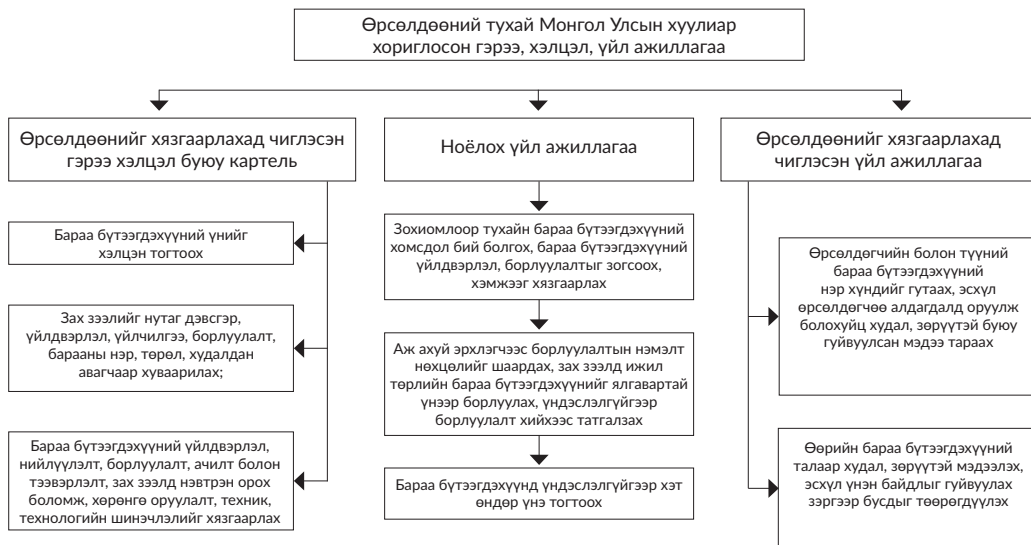 Өрсөлдөөний тухай Монгол Улсын хуулиар
хориглосон гэрээ, хэлцэл, үйл ажиллагаа
Өрсөлдөөнийг хязгаарлахад чиглэсэн
гэрээ хэлцэл буюу картель
Бараа бүтээгдэхүүний үнийг
хэлцэн тогтоох
Зах зээлийг нутаг дэвсгэр,
үйлдвэрлэл, үйлчилгээ, борлуулалт,
барааны нэр, төрөл, худалдан
авагчаар хуваарилах;
Бараа бүтээгдэхүүний үйлдвэрлэл,
нийлүүлэлт, борлуулалт, ачилт болон
тээвэрлэлт, зах зээлд нэвтрэн орох
боломж, хөрөнгө оруулалт, техник,
технологийн шинэчлэлийг хязгаарлах
Ноёлох үйл ажиллагаа
Зохиомлоор тухайн бараа бүтээгдэхүүний
хомсдол бий болгох, бараа бүтээгдэхүүний
үйлдвэрлэл, борлуулалтыг зогсоох,
хэмжээг хязгаарлах
Аж ахуй эрхлэгчээс борлуулалтын нэмэлт
нөхцөлийг шаардах, зах зээлд ижил
төрлийн бараа бүтээгдэхүүнийг ялгавартай
үнээр борлуулах, үндэслэлгүйгээр
борлуулалт хийхээс татгалзах
Бараа бүтээгдэхүүнд үндэслэлгүйгээр хэт
өндөр үнэ тогтоох
Өрсөлдөөнийг хязгаарлахад
чиглэсэн үйл ажиллагаа
Өрсөлдөгчийн болон түүний
бараа бүтээгдэхүүний
нэр хүндийг гутаах, эсхүл
өрсөлдөгчөө алдагдалд оруулж
болохуйц худал, зөрүүтэй буюу
гуйвуулсан мэдээ тараах
Өөрийн бараа бүтээгдэхүүний
талаар худал, зөрүүтэй мэдээлэх,
эсхүл үнэн байдлыг гуйвуулах
зэргээр бусдыг төөрөгдүүлэх